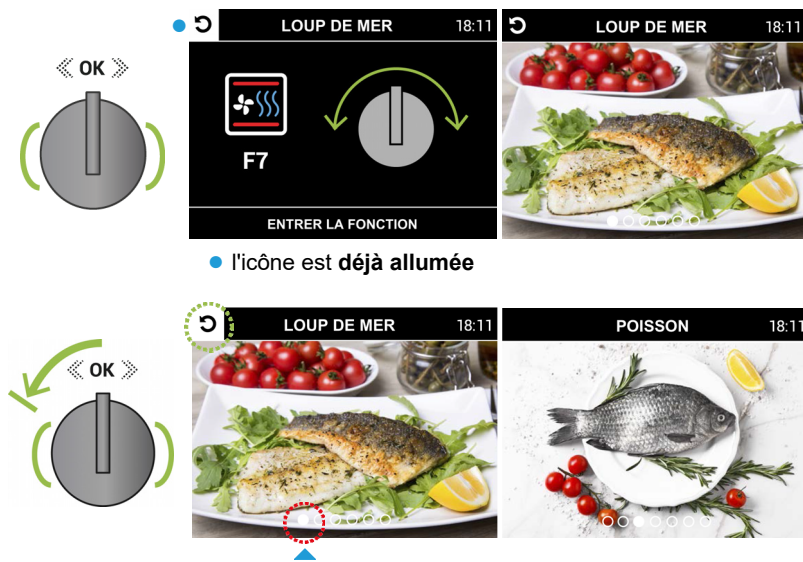 LOUP DE MER 18:11
LOUP DE MER 18:11
OK
F7
ENTRER LA FONCTION
l'icône est déjà allumée
LOUP DE MER 18:11
POISSON 18:11
OK